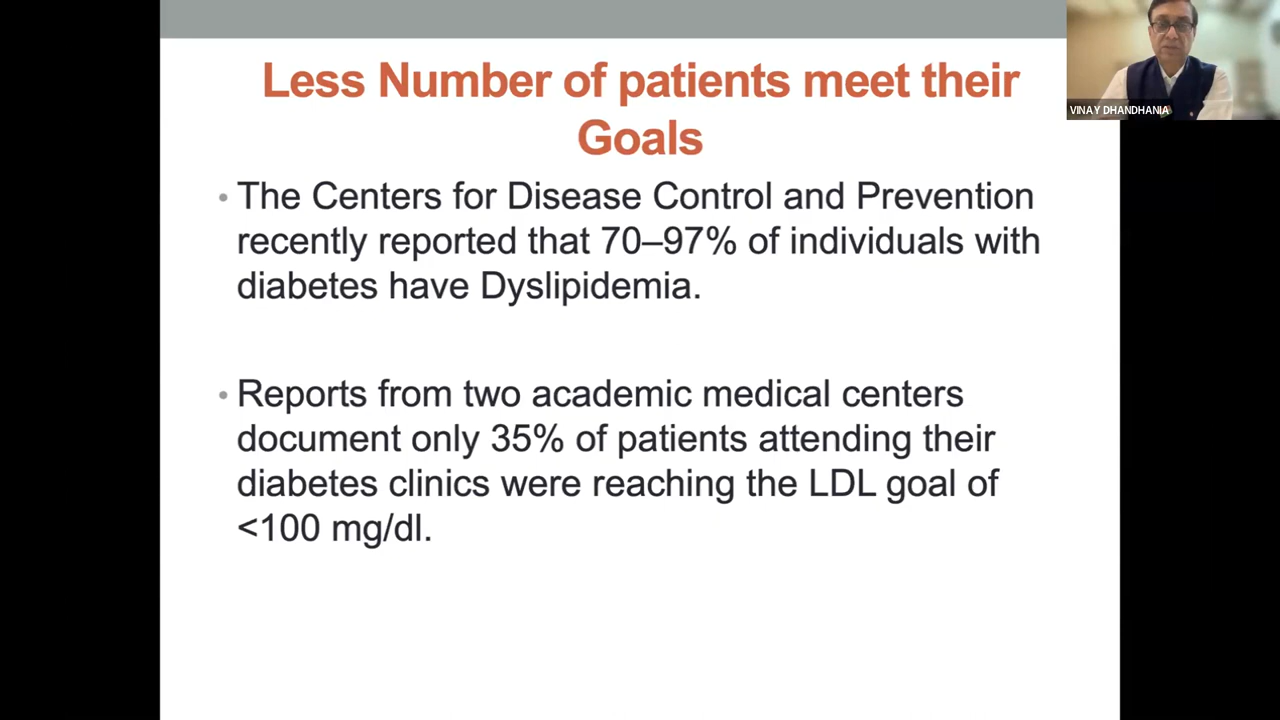 Less Number of patients meet their
Goals
• The Centers for Disease Control and Prevention
recently reported that 70–97% of individuals with
diabetes have Dyslipidemia.
• Reports from two academic medical centers
document only 35% of patients attending their
diabetes clinics were reaching the LDL goal of
<100 mg/dl.
VINAY DHANDHANIA